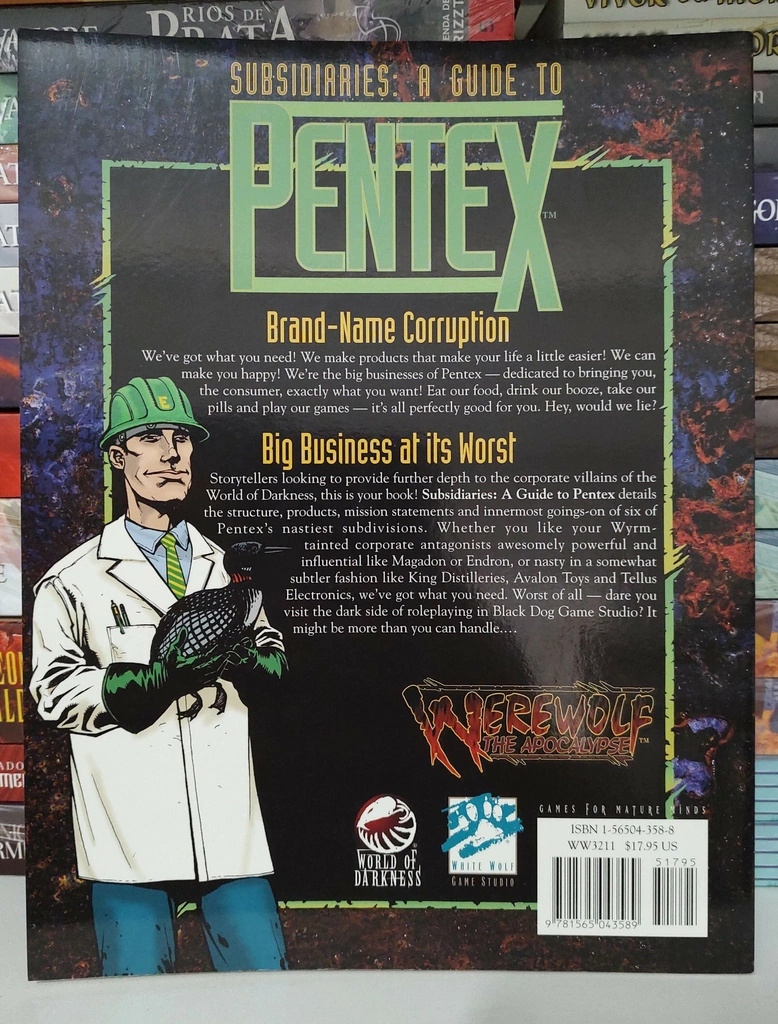 RIOS DE
PRATA
SUBSIDIARIES: A GUIDE TO
PENTEX™
Brand-Name Corruption
We've got what you need! We make products that make your life a little easier! We can
make you happy! We're the big businesses of Pentex — dedicated to bringing you,
the consumer, exactly what you want! Eat our food, drink our booze, take our
pills and play our games — it's all perfectly good for you. Hey, would we lie?
E
Big Business at its Worst
Storytellers looking to provide further depth to the corporate villains of the
World of Darkness, this is your book! Subsidiaries: A Guide to Pentex details
the structure, products, mission statements and innermost goings-on of six of
Pentex's nastiest subdivisions. Whether you like your Wyrm-
tainted corporate antagonists awesomely powerful and
influential like Magadon or Endron, or nasty in a somewhat
subtler fashion like King Distilleries, Avalon Toys and Tellus
Electronics, we've got what you need. Worst of all — dare you
visit the dark side of roleplaying in Black Dog Game Studio? It
might be more than you can handle....
WEREWOLF
THE APOCALYPSE™
WORLD OF
DARKNESS
WHITE WOLF
GAME STUDIO
GAMES FOR MATURE MINDS
ISBN 1-56504-358-8
WW3211 $17.95 US
51795
9 781565 043589